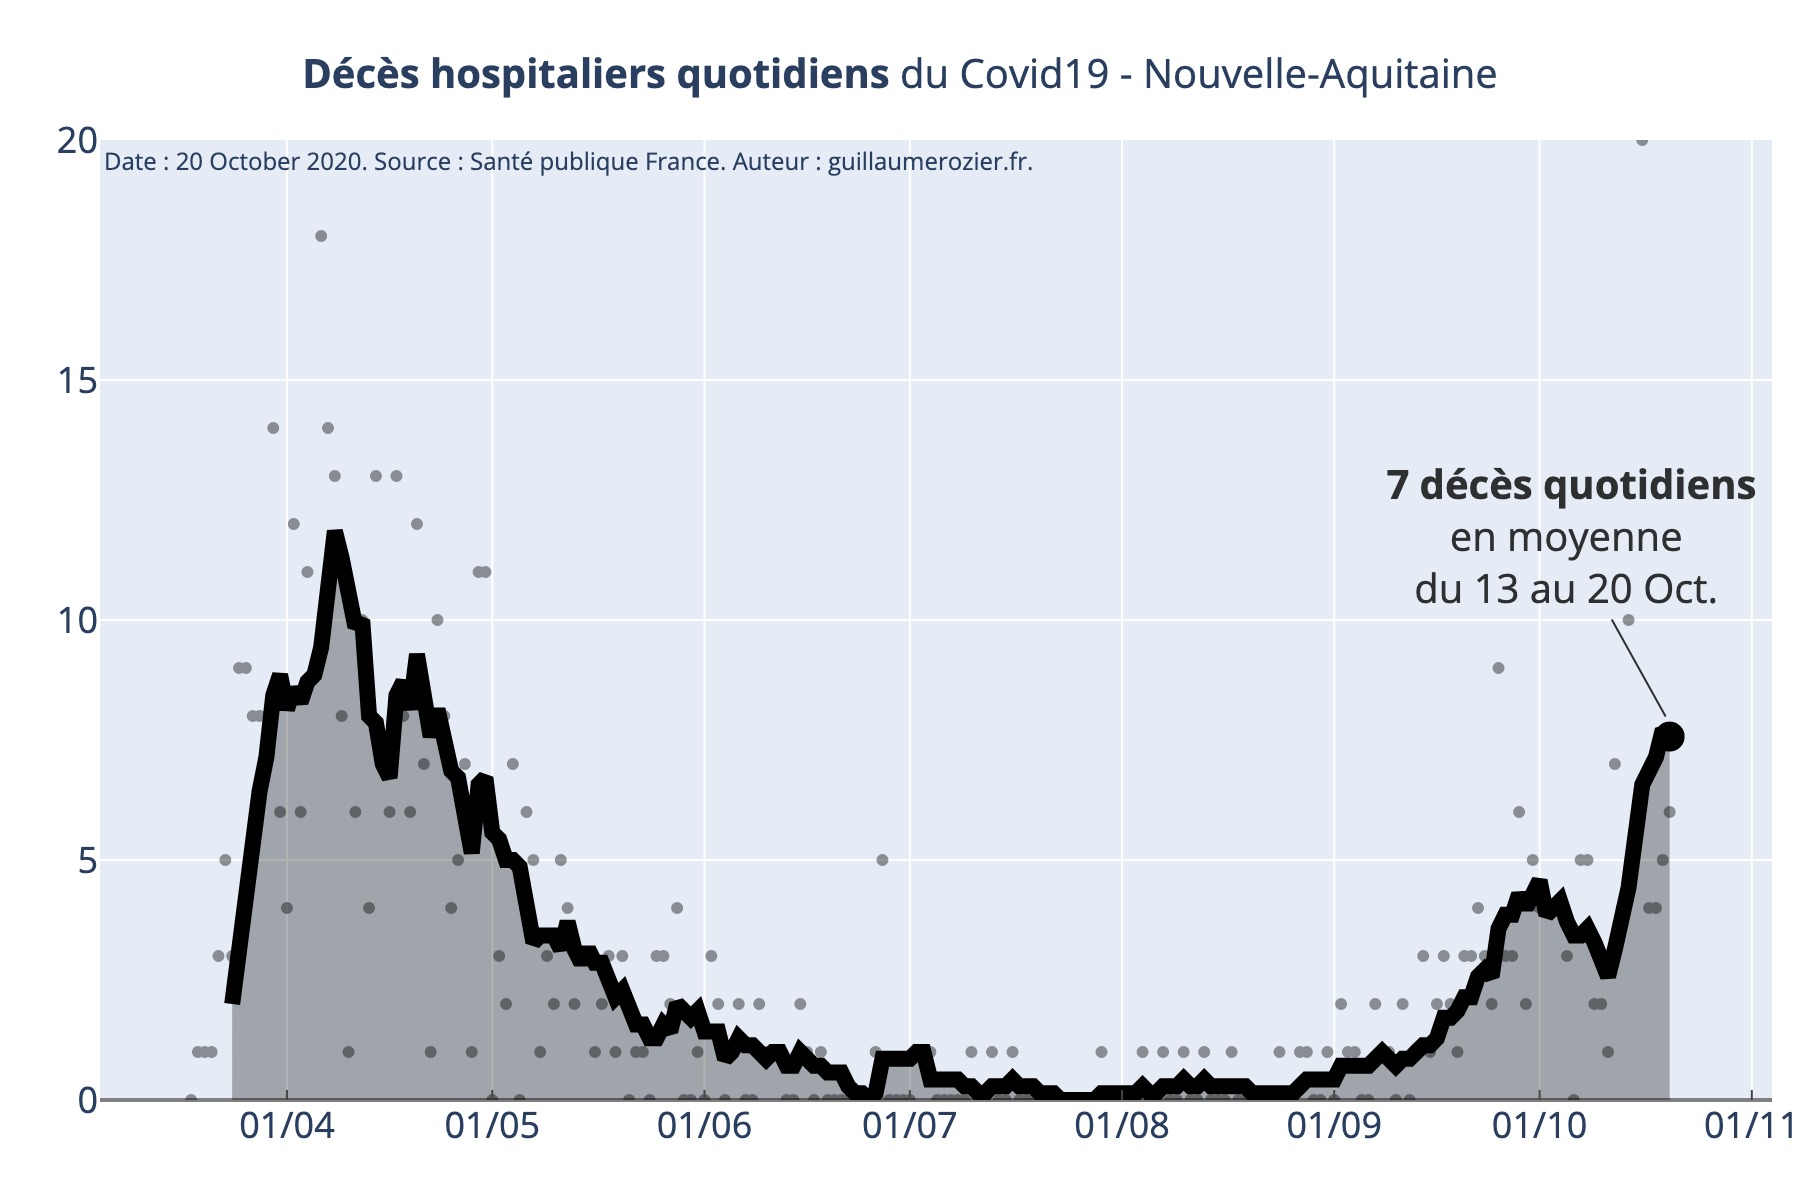 Décès hospitaliers quotidiens du Covid19 - Nouvelle-Aquitaine
20
Date : 20 October 2020. Source : Santé publique France. Auteur : guillaumerozier.fr.
15
7 décès quotidiens
en moyenne
du 13 au 20 Oct.
10
5
0
01/04 01/05 01/06 01/07 01/08 01/09 01/10 01/11